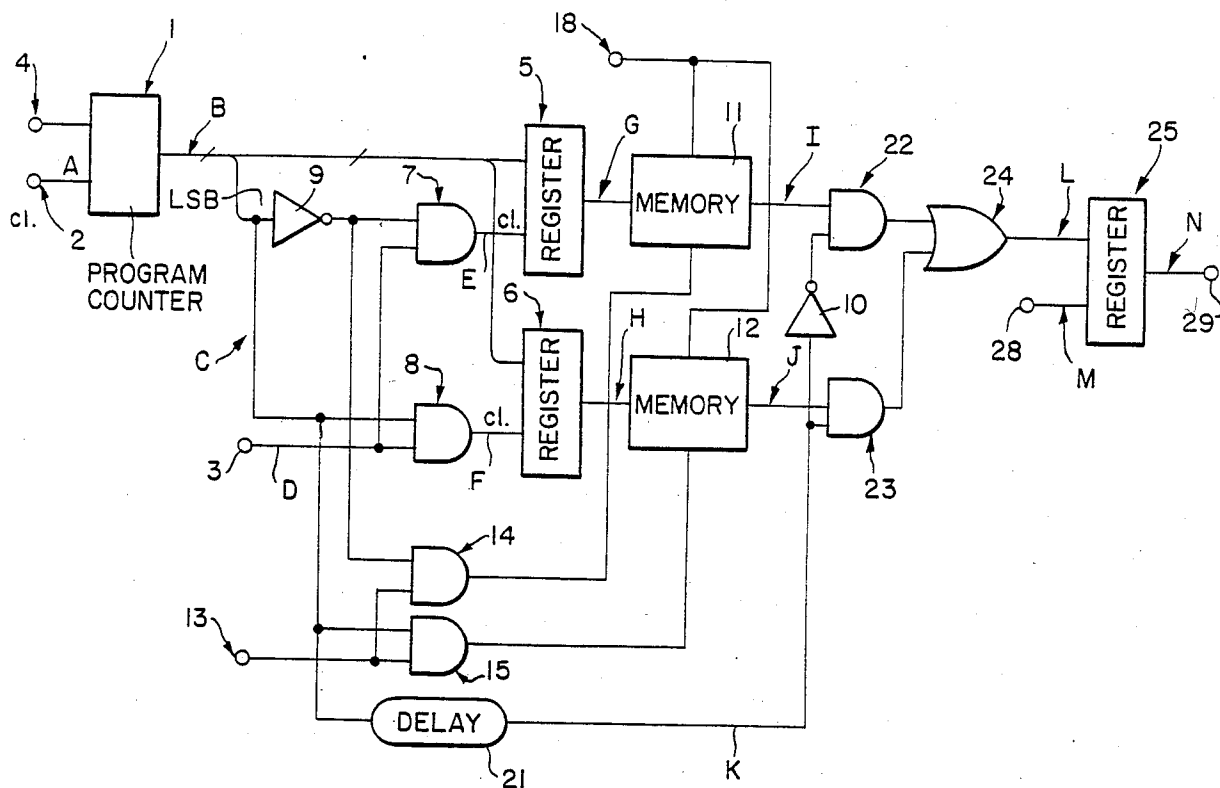 18
1
4
5
B
11
G
I
22
25
A
9
7
24
L
LSB
cl.
REGISTER
MEMORY
N
cl.
2
E
PROGRAM
COUNTER
6
H
10
REGISTER
29
12
28
J
M
C
8
REGISTER
MEMORY
cl.
3
D
F
23
14
13
15
DELAY
21
K